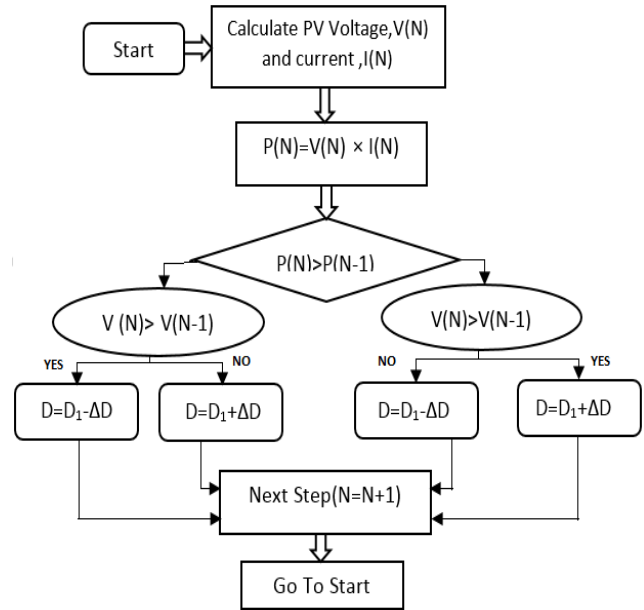 Start
Calculate PV Voltage,V(N)
and current ,I(N)
P(N)=V(N) × I(N)
P(N)>P(N-1)
V (N)> V(N-1)
V(N)>V(N-1)
YES
NO
NO
YES
D=D₁-ΔD
D=D₁+ΔD
D=D₁-ΔD
D=D₁+ΔD
Next Step(N=N+1)
Go To Start